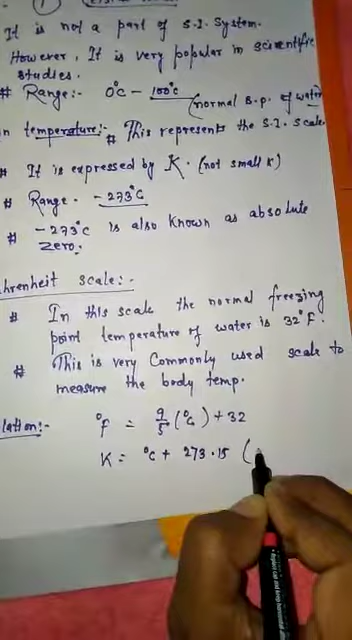 1
It is not a part of S.I. System.
However, It is very popular in scientific
studies.
# Range:- 0°C - 100°C
(normal B.p. of water
n temperature:- # This represents the S.I. scale
# It is expressed by K. (not small k)
# Range - -273°C
# -273°C is also known as absolute
Zero.
hrenheit scale:-
# In this scale the normal freezing
point temperature of water is 32°F.
# This is very commonly used scale to
measure the body temp.
lation:- °F = 9/5 (°C) + 32
K = °C + 273.15 (